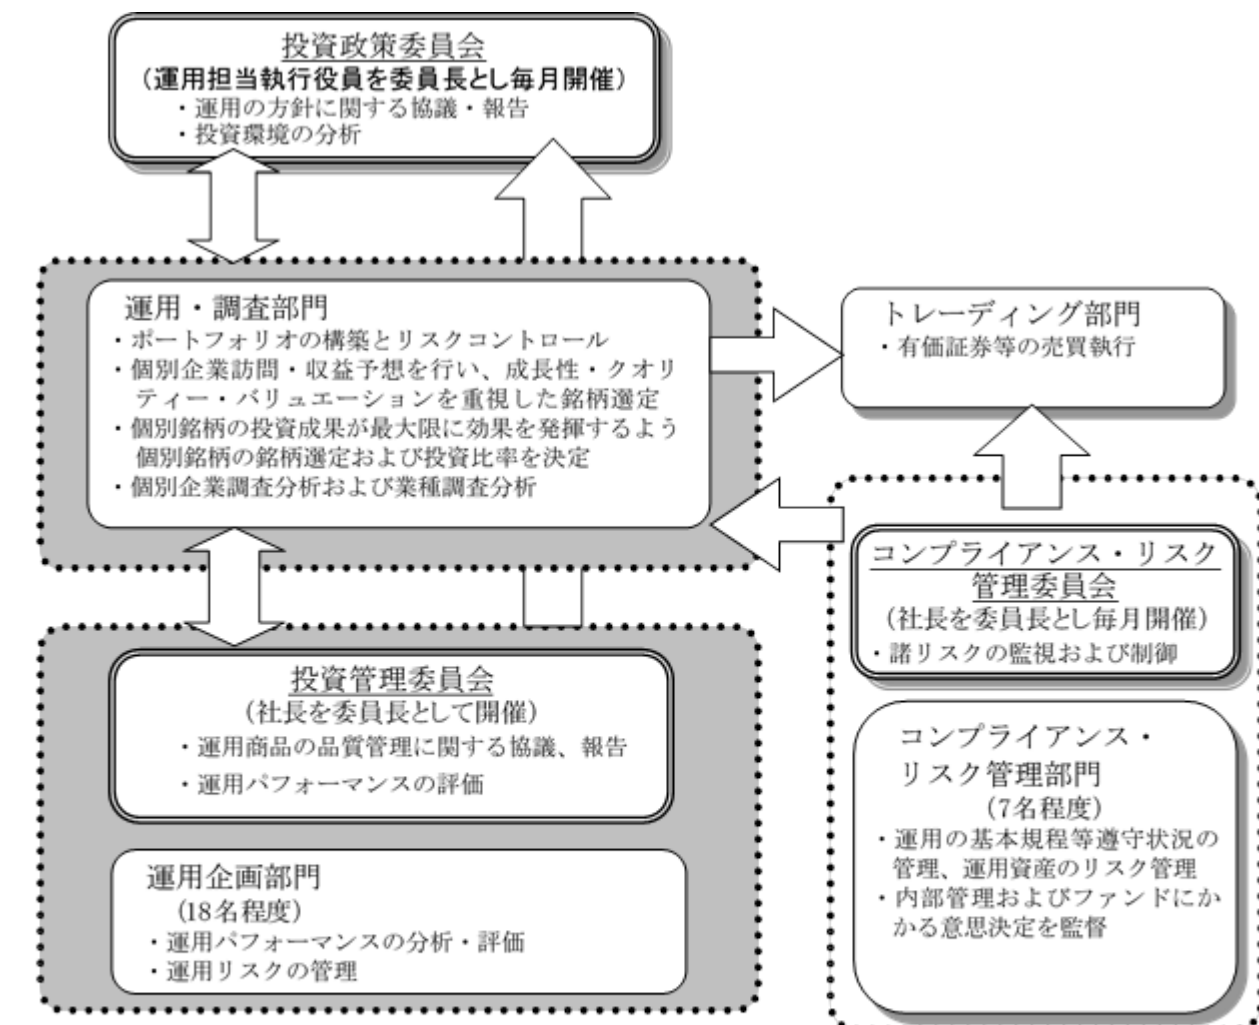 投資政策委員会
（運用担当執行役員を委員長とし毎月開催）
・運用の方針に関する協議・報告
・投資環境の分析
運用・調査部門
・ポートフォリオの構築とリスクコントロール
・個別企業訪問・収益予想を行い、成長性・クオリ
ティー・バリュエーションを重視した銘柄選定
・個別銘柄の投資成果が最大限に効果を発揮するよう
個別銘柄の銘柄選定および投資比率を決定
・個別企業調査分析および業種調査分析
トレーディング部門
・有価証券等の売買執行
コンプライアンス・リスク
管理委員会
（社長を委員長とし毎月開催）
・諸リスクの監視および制御
投資管理委員会
（社長を委員長として開催）
・運用商品の品質管理に関する協議、報告
・運用パフォーマンスの評価
コンプライアンス・
リスク管理部門
（7名程度）
・運用の基本規程等遵守状況の
管理、運用資産のリスク管理
・内部管理およびファンドにか
かる意思決定を監督
運用企画部門
（18名程度）
・運用パフォーマンスの分析・評価
・運用リスクの管理